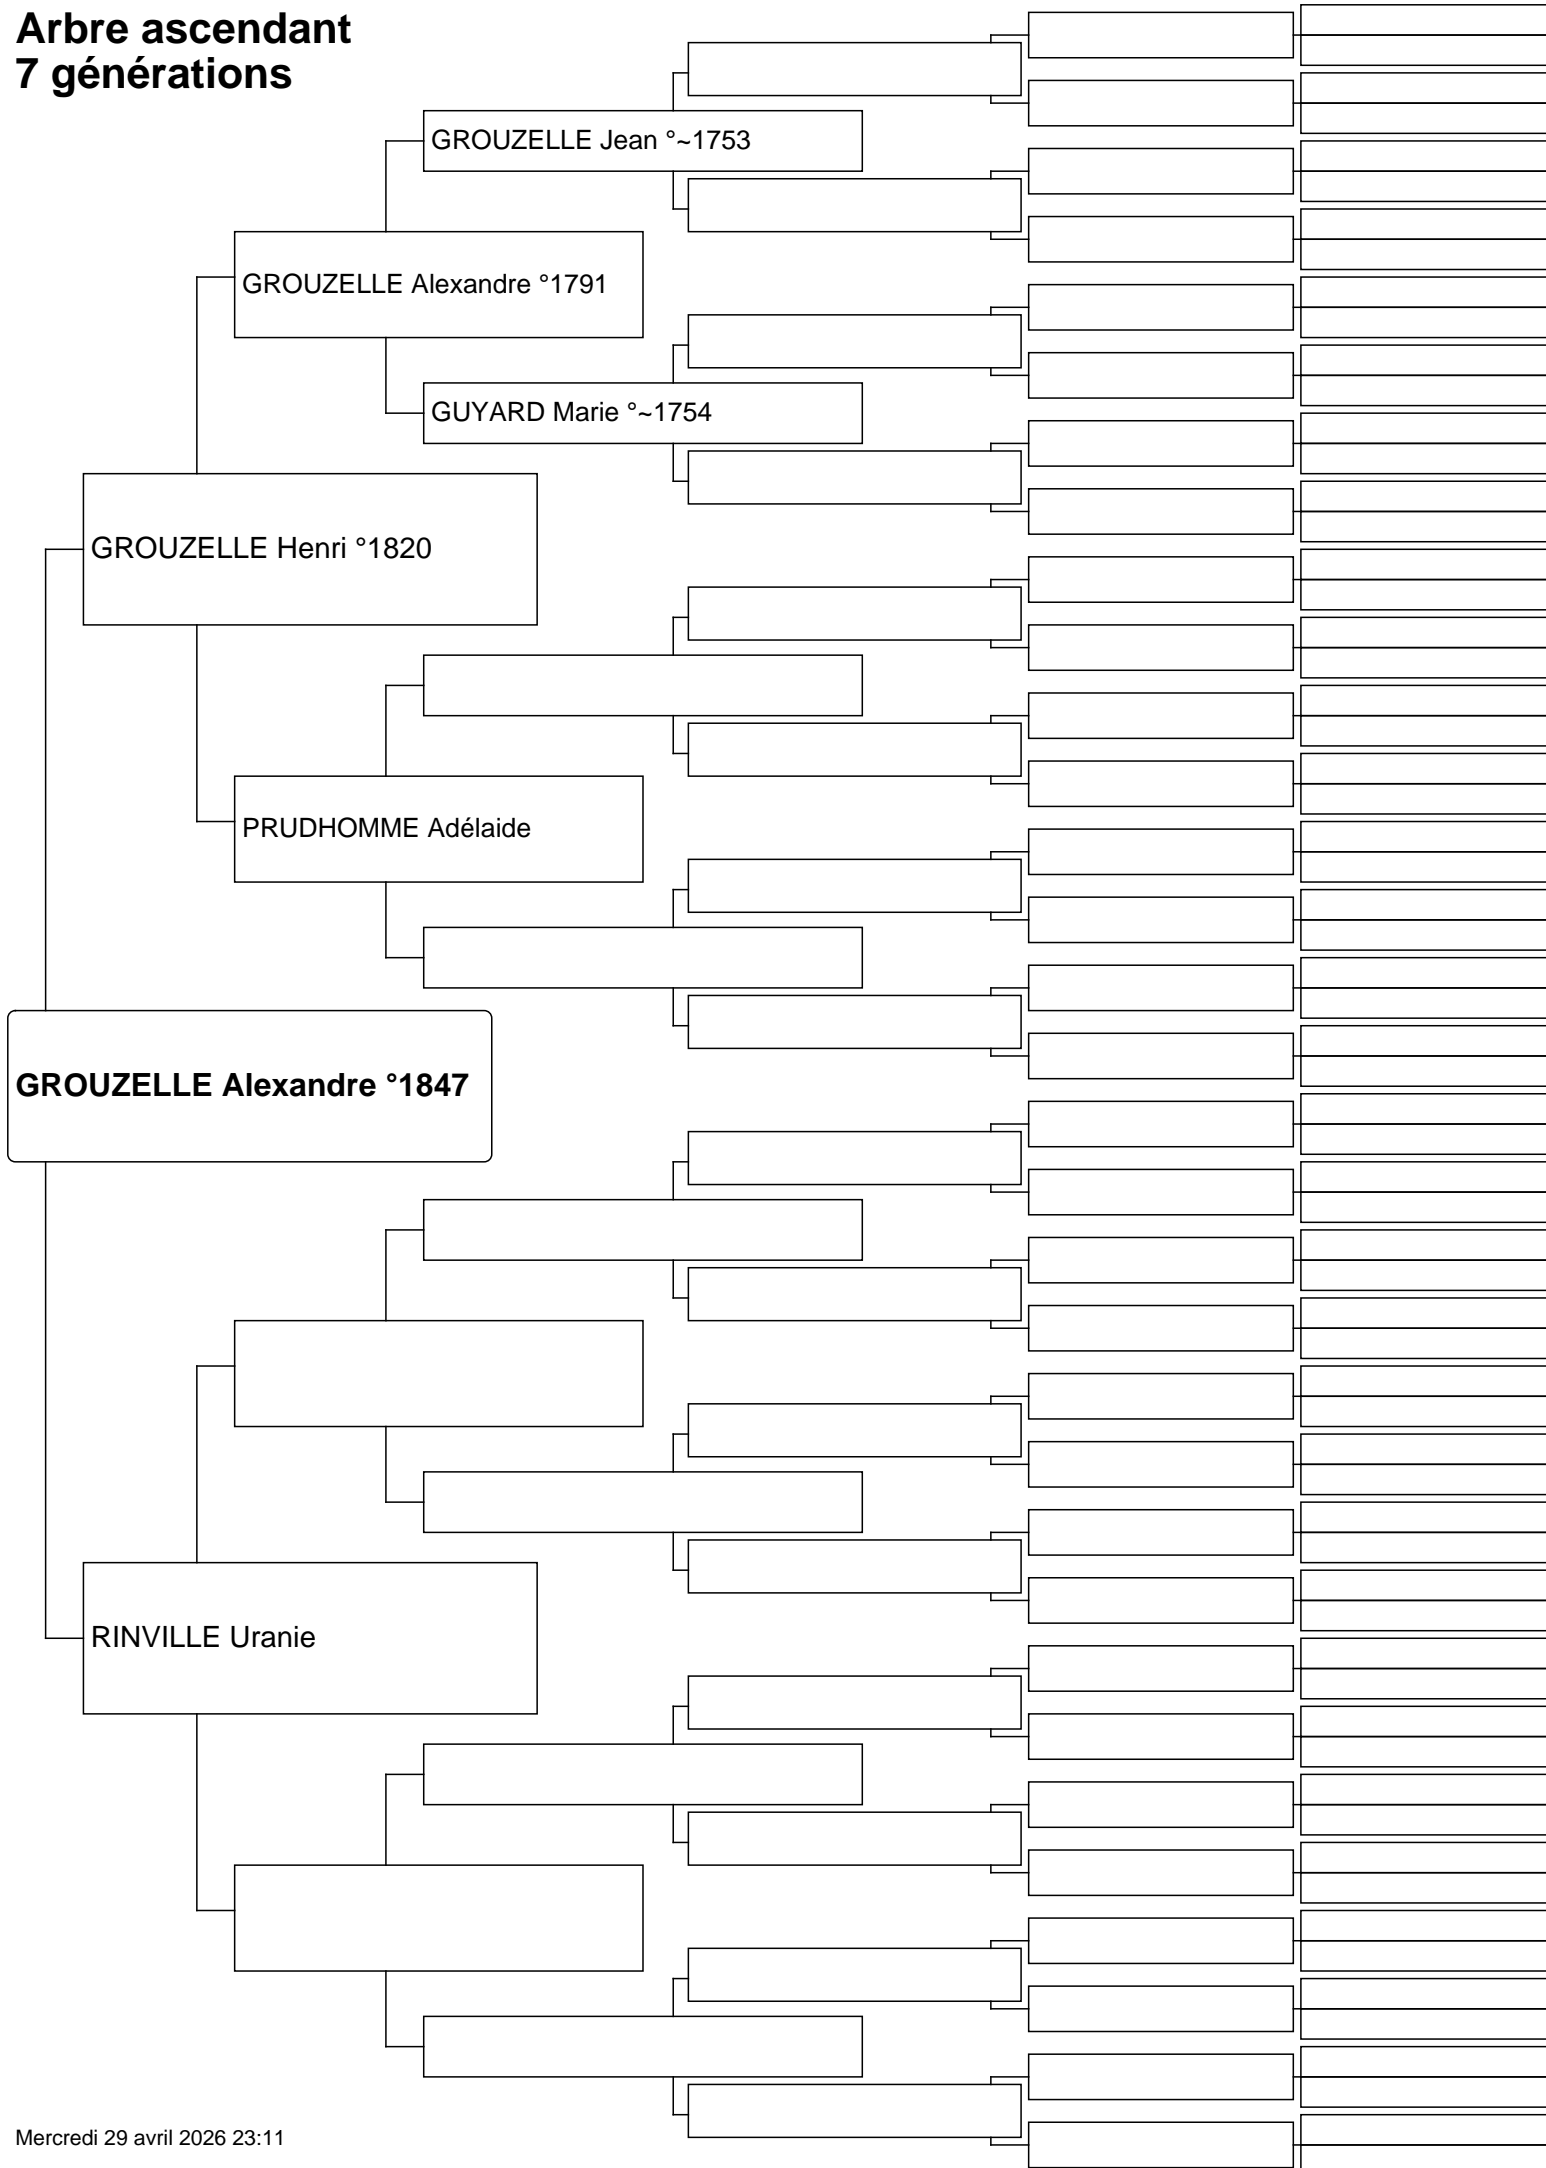 Arbre ascendant
7 générations
GROUZELLE Jean °~1753
GROUZELLE Alexandre °1791
GUYARD Marie °~1754
GROUZELLE Henri °1820
PRUDHOMME Adélaide
GROUZELLE Alexandre °1847
RINVILLE Uranie
Mercredi 29 avril 2026 23:11